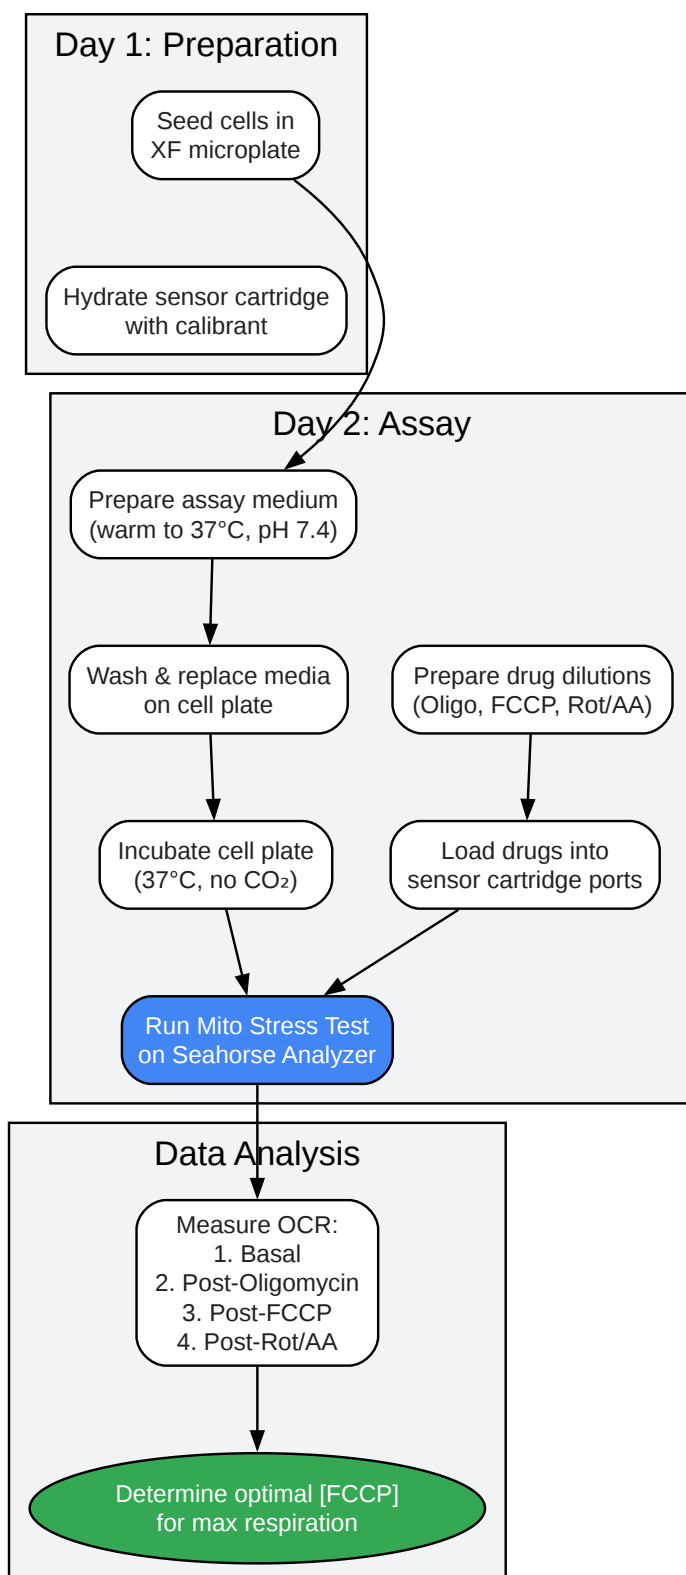 Day 1: Preparation
Seed cells in
XF microplate
Hydrate sensor cartridge
with calibrant
Day 2: Assay
Prepare assay medium
(warm to 37°C, pH 7.4)
Wash & replace media
on cell plate
Prepare drug dilutions
(Oligo, FCCP, Rot/AA)
Incubate cell plate
(37°C, no CO₂)
Load drugs into
sensor cartridge ports
Run Mito Stress Test
on Seahorse Analyzer
Data Analysis
Measure OCR:
1. Basal
2. Post-Oligomycin
3. Post-FCCP
4. Post-Rot/AA
Determine optimal [FCCP]
for max respiration